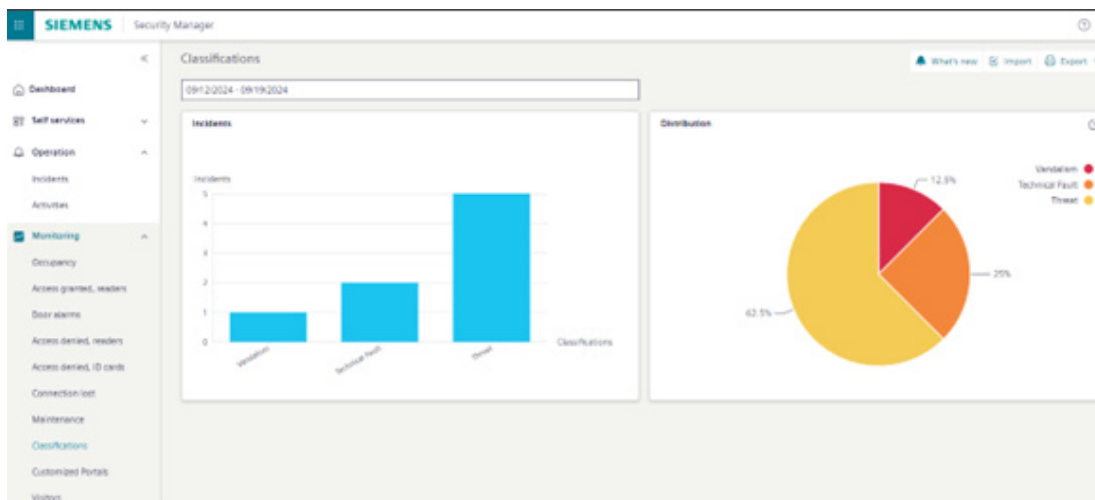 SIEMENS Security Manager
Dashboard
Self services
Operation
Incidents
Activities
Monitoring
Occupancy
Access granted, readers
Door alarms
Access denied, readers
Access denied, ID cards
Connection lost
Maintenance
Classifications
Customized Portals
Visitors
Classifications
What's new Import Export
09/12/2024 - 09/19/2024
Incidents
Incidents
5
4
3
2
1
0
Vandalism Technical Fault Threat
Classifications
Distribution
Vandalism
Technical Fault
Threat
12.5%
25%
62.5%